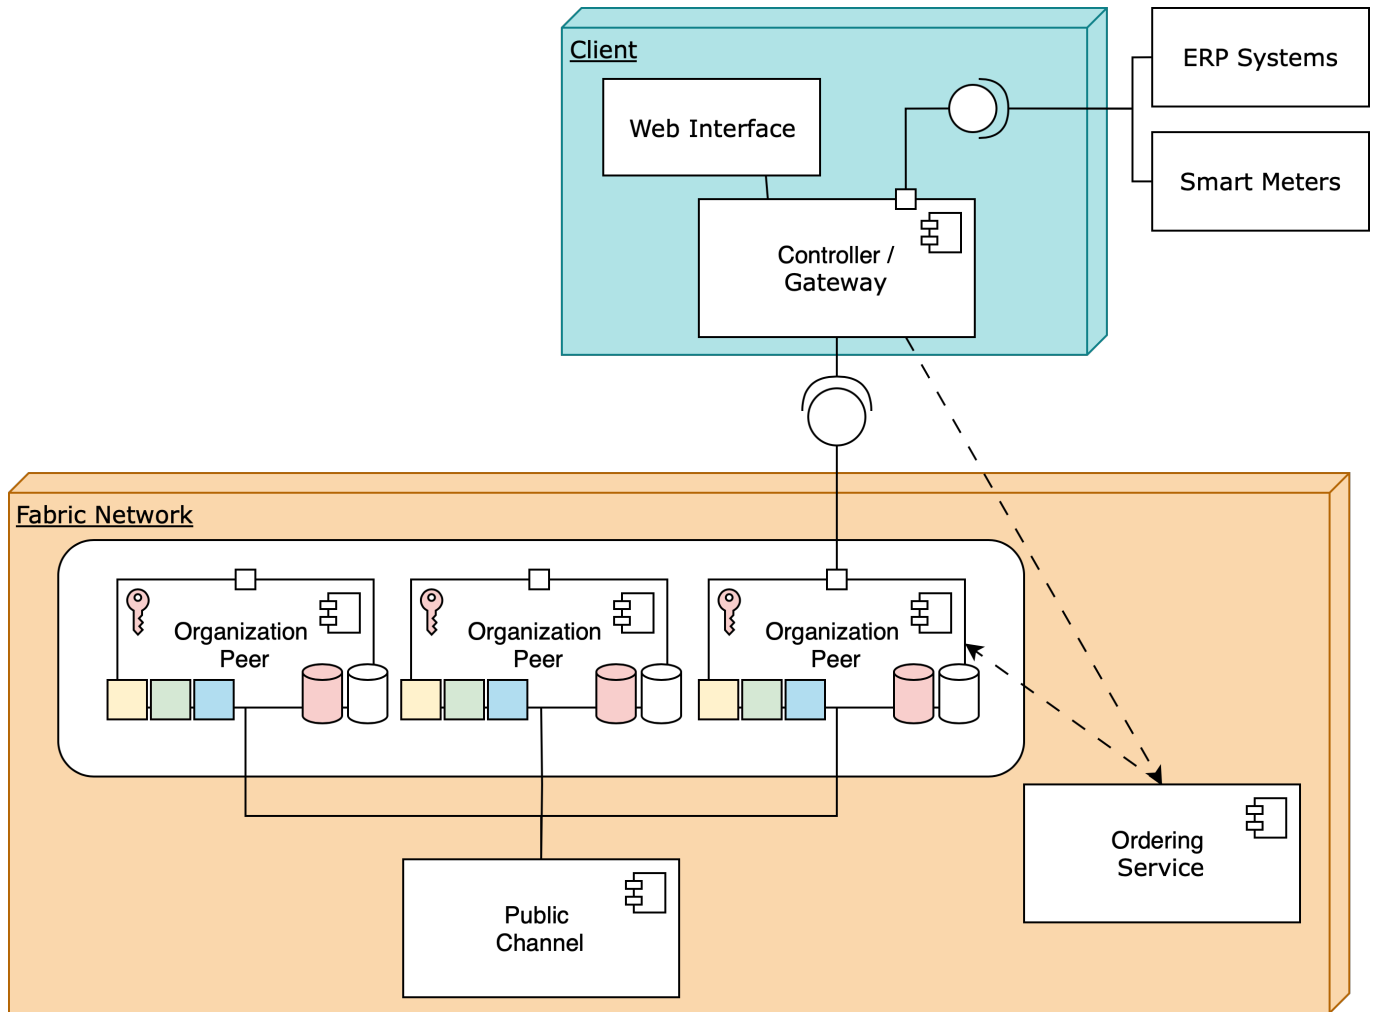 Client
ERP Systems
Web Interface
Smart Meters
Controller /
Gateway
Fabric Network
Organization
Peer
Organization
Peer
Organization
Peer
Ordering
Service
Public
Channel